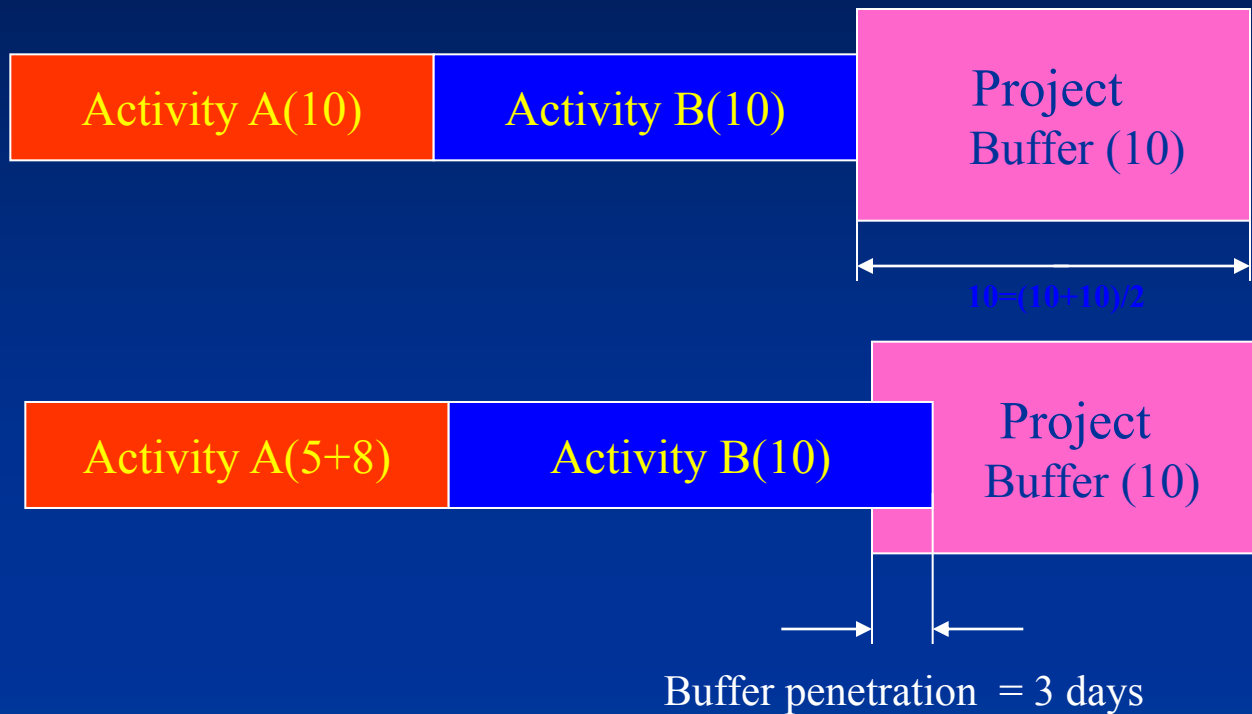 Activity A(10)
Activity B(10)
Project
Buffer (10)
10=(10+10)/2
Activity A(5+8)
Activity B(10)
Project
Buffer (10)
Buffer penetration = 3 days